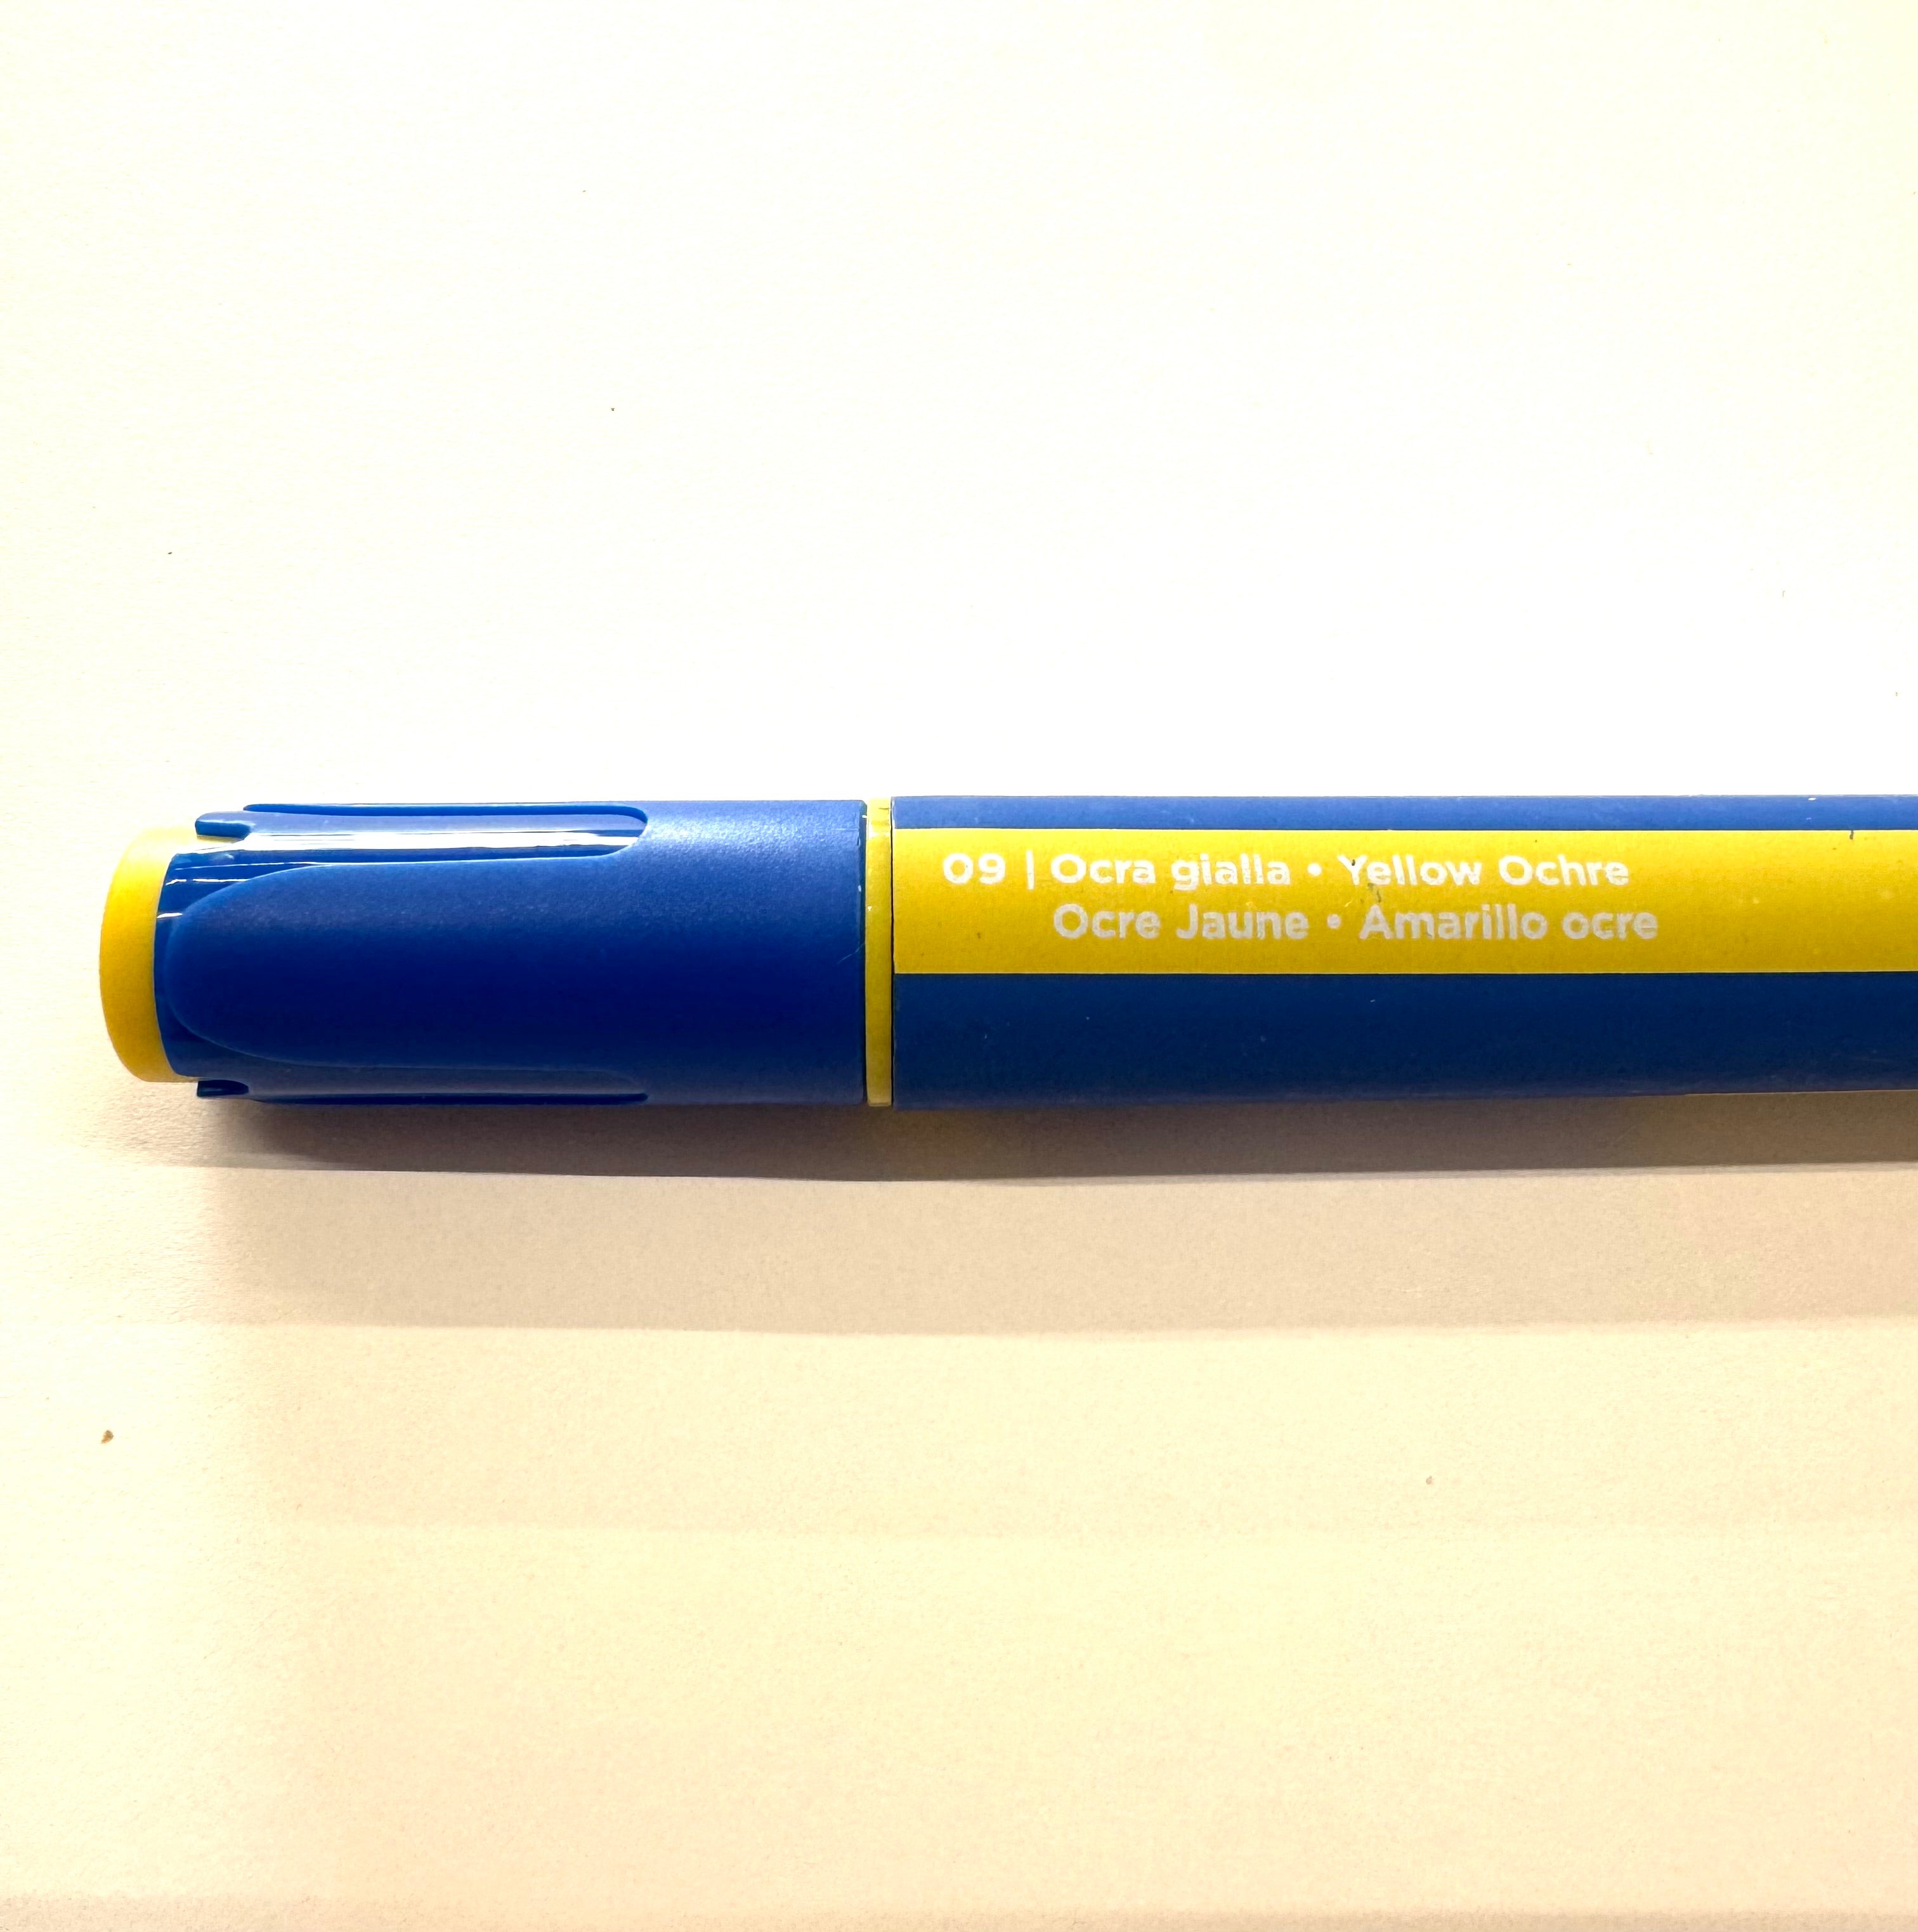 09 | Ocra gialla • Yellow Ochre
Ocre Jaune • Amarillo ocre